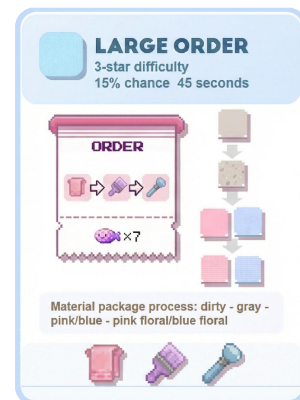 LARGE ORDER
3-star difficulty
15% chance 45 seconds
ORDER
×7
Material package process: dirty - gray -
pink/blue - pink floral/blue floral